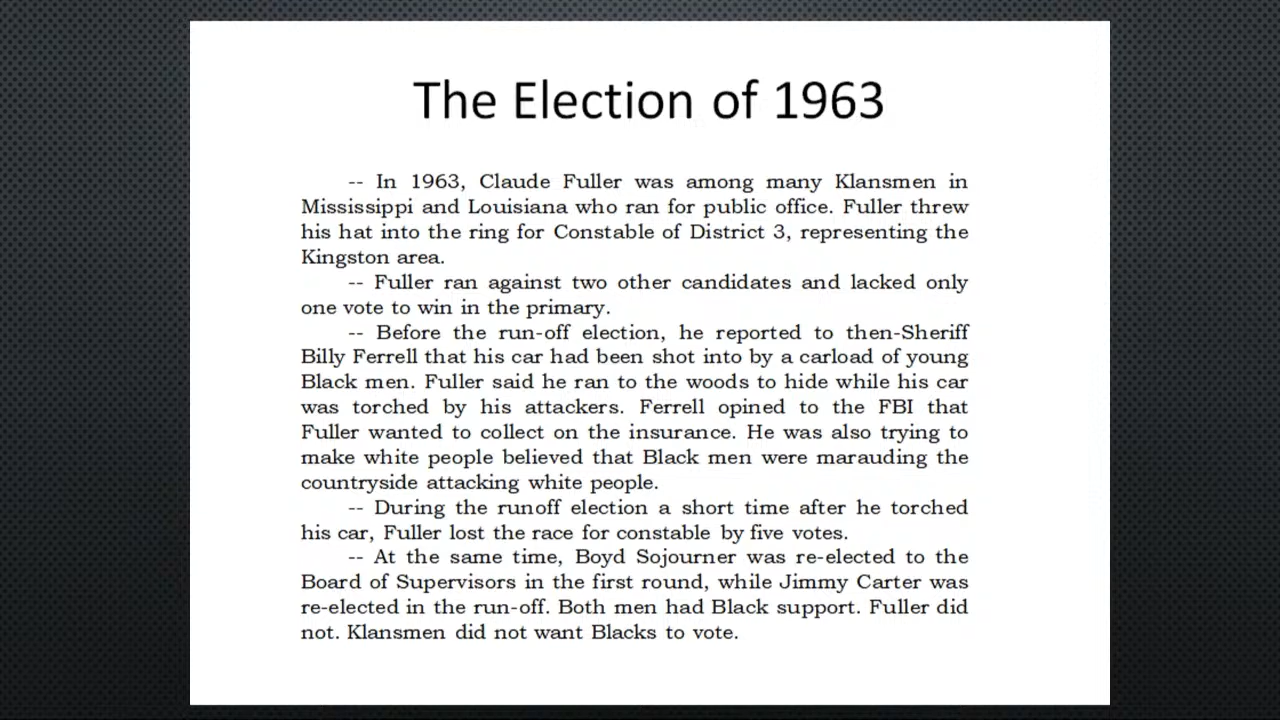 The Election of 1963
-- In 1963, Claude Fuller was among many Klansmen in
Mississippi and Louisiana who ran for public office. Fuller threw
his hat into the ring for Constable of District 3, representing the
Kingston area.
-- Fuller ran against two other candidates and lacked only
one vote to win in the primary.
-- Before the run-off election, he reported to then-Sheriff
Billy Ferrell that his car had been shot into by a carload of young
Black men. Fuller said he ran to the woods to hide while his car
was torched by his attackers. Ferrell opined to the FBI that
Fuller wanted to collect on the insurance. He was also trying to
make white people believed that Black men were marauding the
countryside attacking white people.
-- During the runoff election a short time after he torched
his car, Fuller lost the race for constable by five votes.
-- At the same time, Boyd Sojourner was re-elected to the
Board of Supervisors in the first round, while Jimmy Carter was
re-elected in the run-off. Both men had Black support. Fuller did
not. Klansmen did not want Blacks to vote.